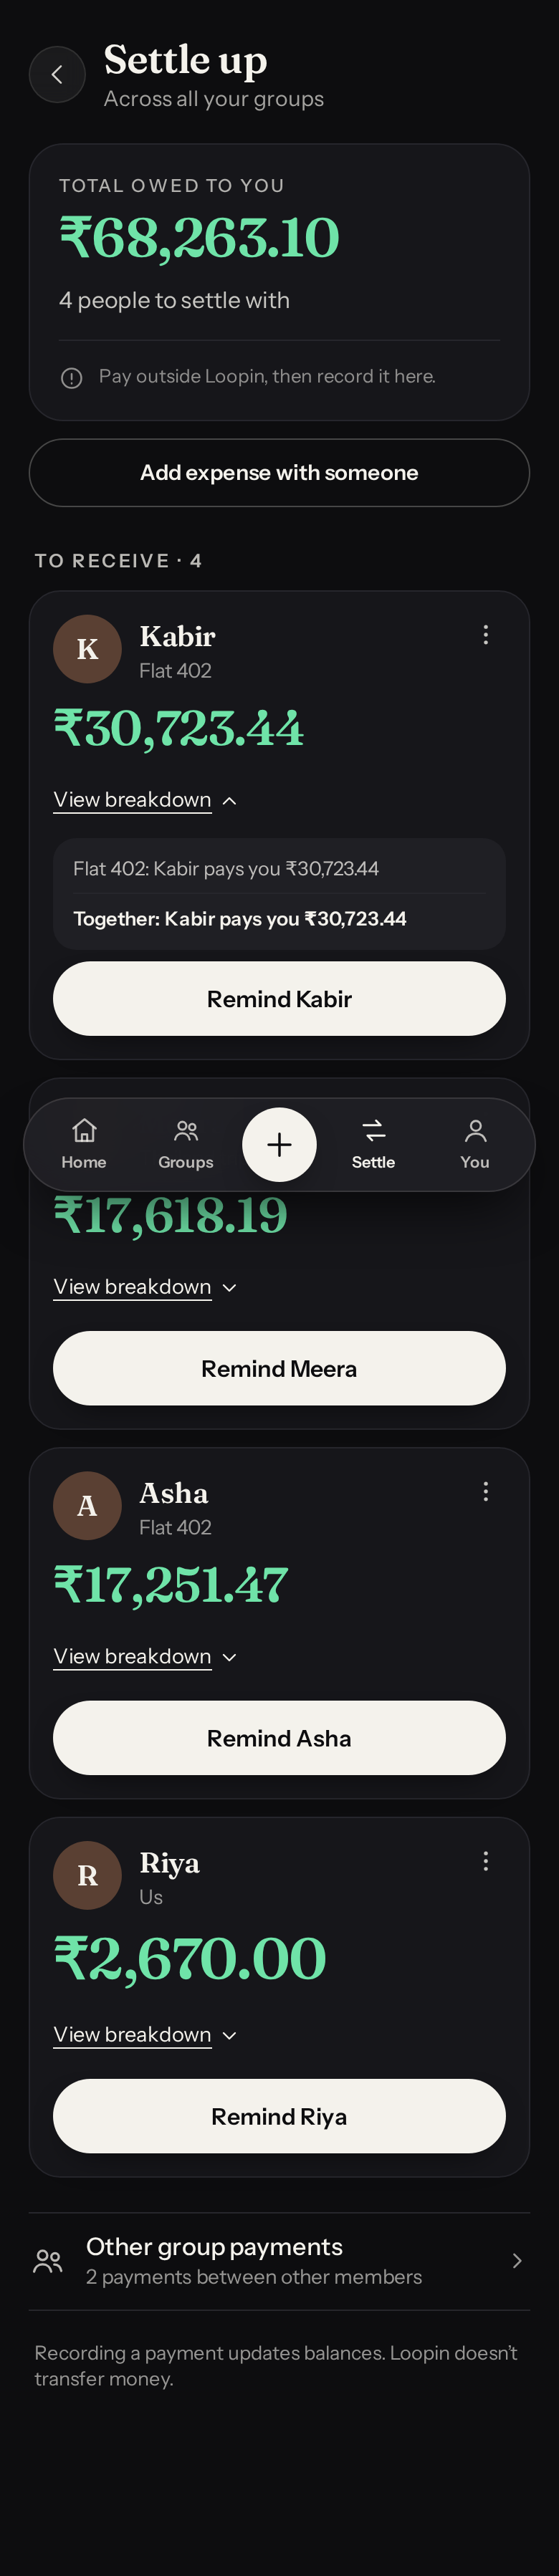 Settle up
Across all your groups
TOTAL OWED TO YOU
₹68,263.10
4 people to settle with
Pay outside Loopin, then record it here.
Add expense with someone
TO RECEIVE · 4
K
Kabir
Flat 402
₹30,723.44
View breakdown
Flat 402: Kabir pays you ₹30,723.44
Together: Kabir pays you ₹30,723.44
Remind Kabir
Home
Groups
Settle
You
₹17,618.19
View breakdown
Remind Meera
A
Asha
Flat 402
₹17,251.47
View breakdown
Remind Asha
R
Riya
Us
₹2,670.00
View breakdown
Remind Riya
Other group payments
2 payments between other members
Recording a payment updates balances. Loopin doesn't
transfer money.